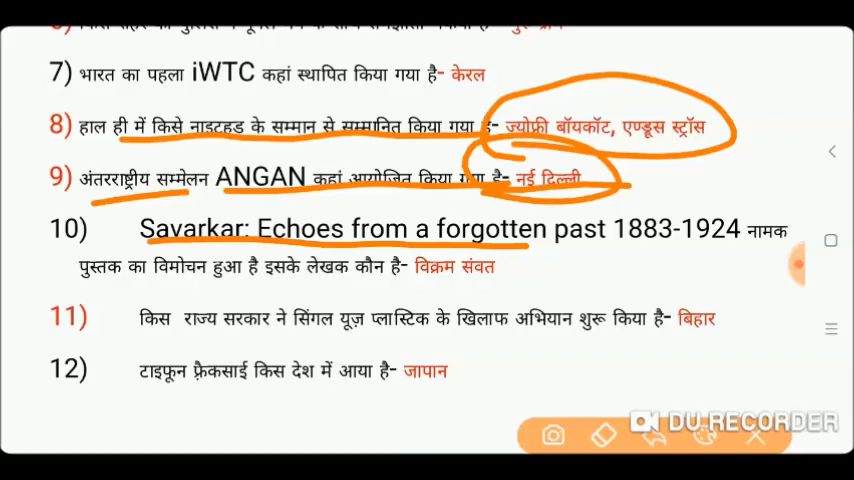 7) भारत का पहला iWTC कहां स्थापित किया गया है- केरल
8) हाल ही में किसे नाइटहुड के सम्मान से सम्मानित किया गया है- ज्योफ्री बॉयकॉट, एण्ड्रूस स्ट्रॉस
9) अंतरराष्ट्रीय सम्मेलन ANGAN कहां आयोजित किया गया है- नई दिल्ली
10) Savarkar: Echoes from a forgotten past 1883-1924 नामक
पुस्तक का विमोचन हुआ है इसके लेखक कौन है- विक्रम संवत
11) किस राज्य सरकार ने सिंगल यूज़ प्लास्टिक के खिलाफ अभियान शुरू किया है- बिहार
12) टाइफून फ़ैकसाई किस देश में आया है- जापान
DU RECORDER